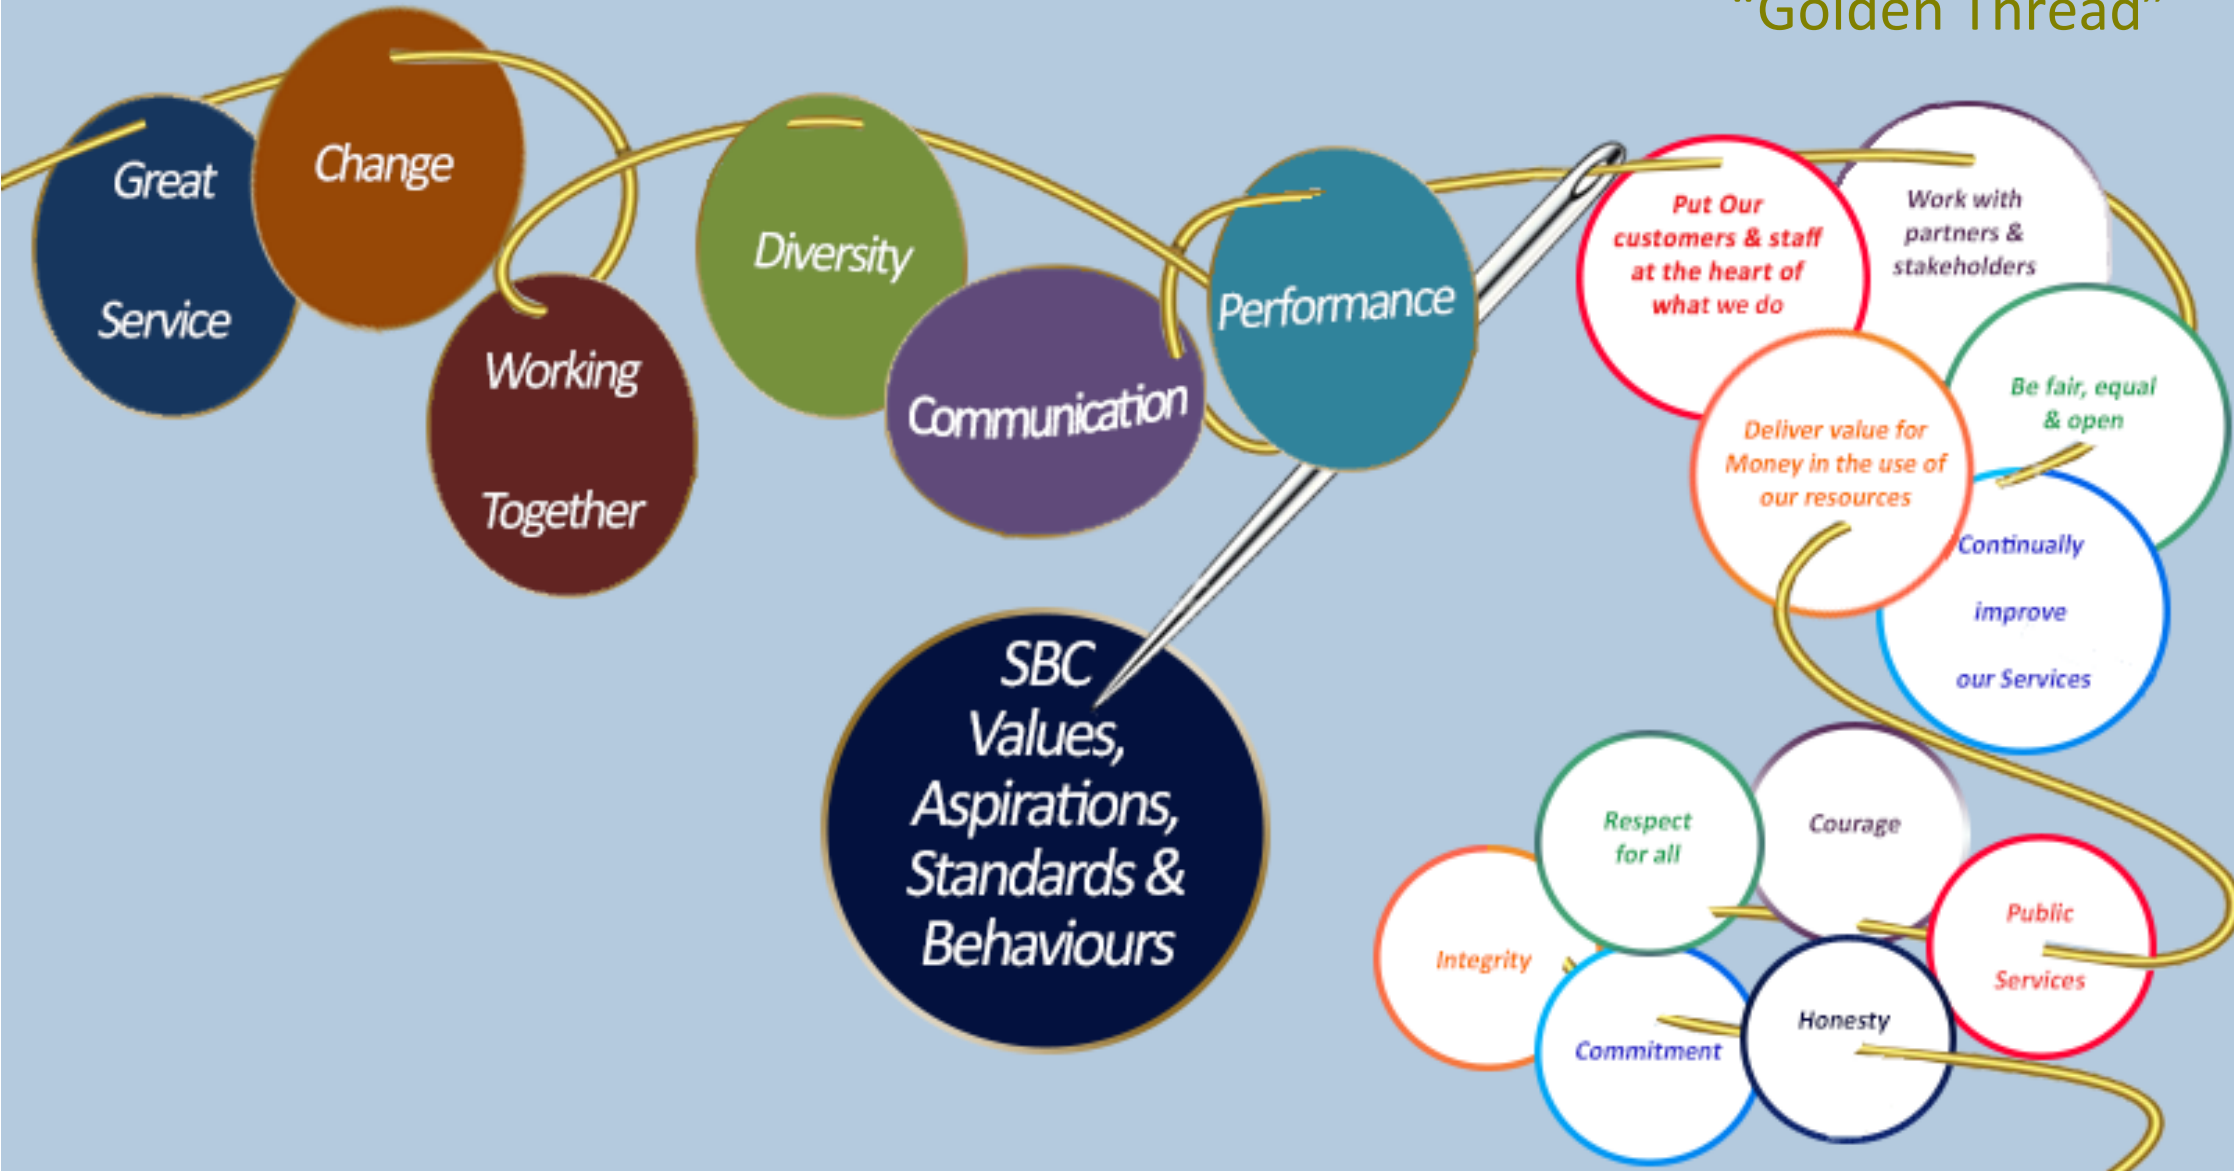 “Golden Thread”
Great
Service
Change
Working
Together
Diversity
Communication
Performance
SBC
Values,
Aspirations,
Standards &
Behaviours
Put Our
customers & staff
at the heart of
what we do
Work with
partners &
stakeholders
Be fair, equal
& open
Deliver value for
Money in the use of
our resources
Continually
improve
our Services
Respect
for all
Courage
Public
Services
Integrity
Commitment
Honesty